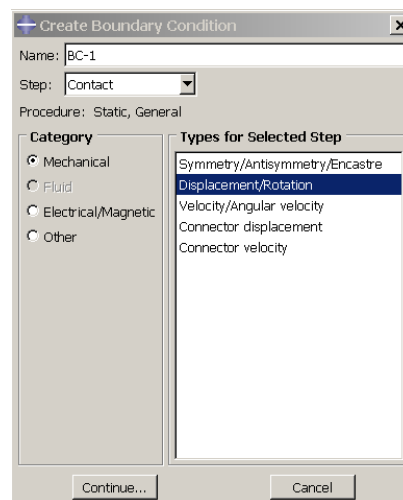 Create Boundary Condition
Name: BC-1
Step: Contact
Procedure: Static, General
Category
Mechanical
Fluid
Electrical/Magnetic
Other
Types for Selected Step
Symmetry/Antisymmetry/Encastre
Displacement/Rotation
Velocity/Angular velocity
Connector displacement
Connector velocity
Continue... Cancel